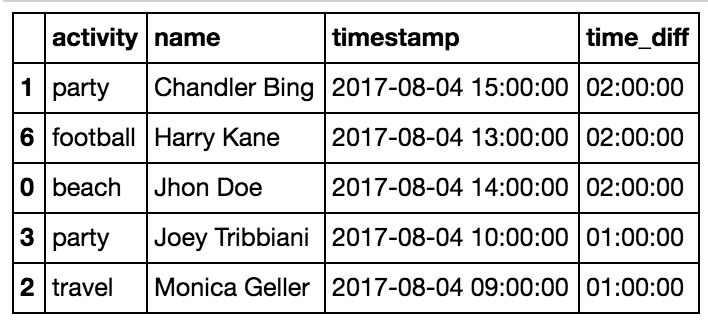 activity name timestamp time_diff
1 party Chandler Bing 2017-08-04 15:00:00 02:00:00
6 football Harry Kane 2017-08-04 13:00:00 02:00:00
0 beach Jhon Doe 2017-08-04 14:00:00 02:00:00
3 party Joey Tribbiani 2017-08-04 10:00:00 01:00:00
2 travel Monica Geller 2017-08-04 09:00:00 01:00:00